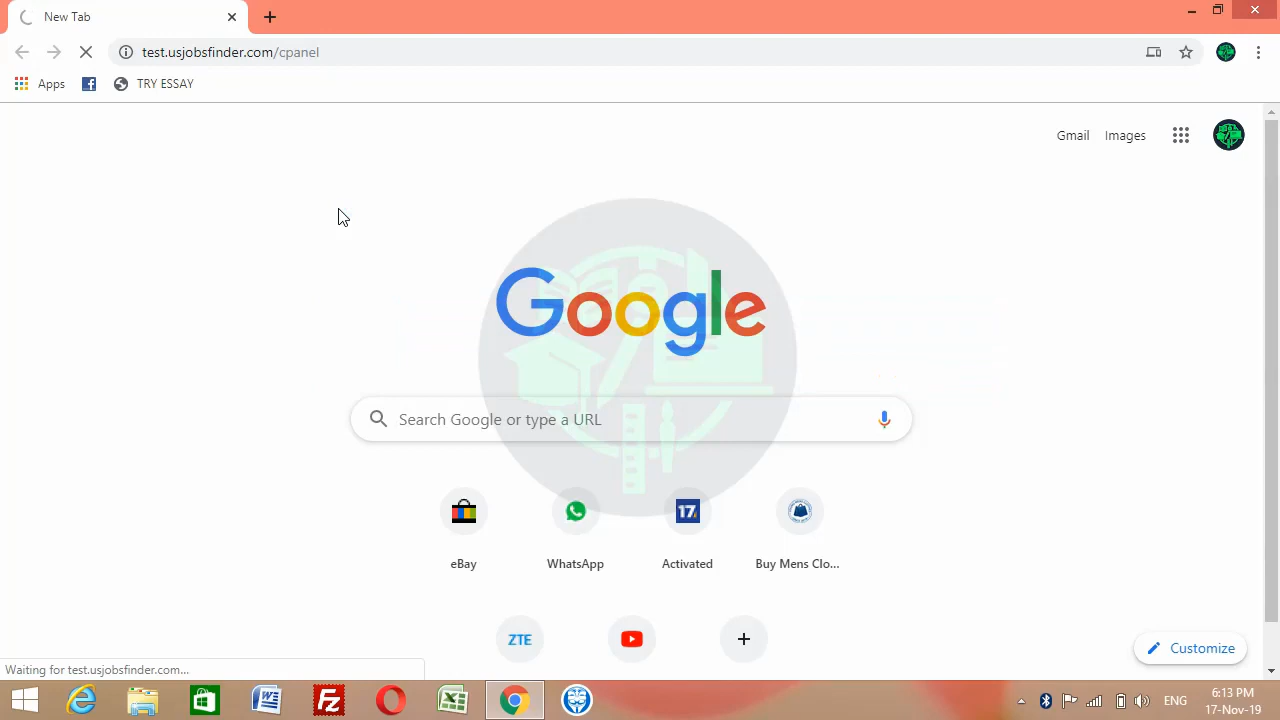 New Tab
test.usjobsfinder.com/cpanel
Apps
TRY ESSAY
Gmail Images
Google
Search Google or type a URL
17
eBay WhatsApp Activated Buy Mens Clo...
ZTE
Customize
Waiting for test.usjobsfinder.com...
ENG
6:13 PM
17-Nov-19